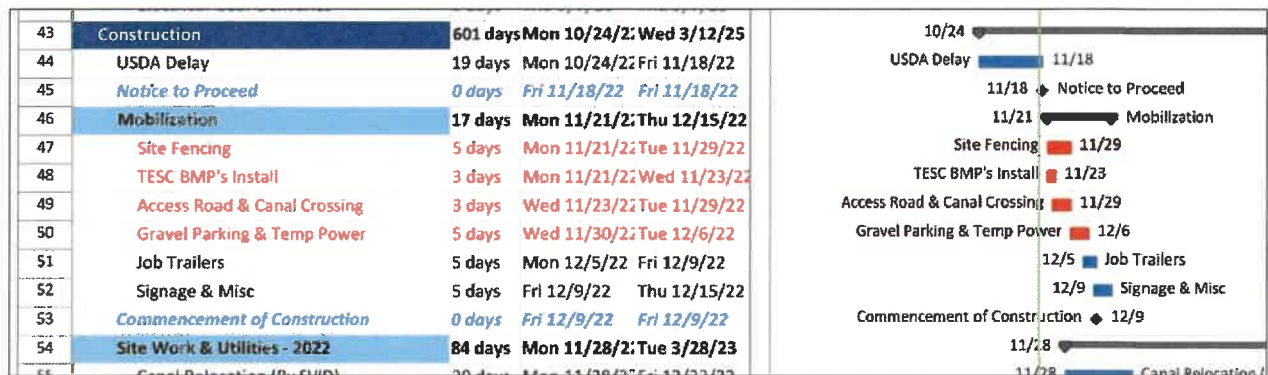 43 Construction 601 days Mon 10/24/2 Wed 3/12/25 10/24
44 USDA Delay 19 days Mon 10/24/22 Fri 11/18/22 USDA Delay 11/18
45 Notice to Proceed 0 days Fri 11/18/22 Fri 11/18/22 11/18 Notice to Proceed
46 Mobilization 17 days Mon 11/21/2 Thu 12/15/22 11/21 Mobilization
47 Site Fencing 5 days Mon 11/21/22 Tue 11/29/22 Site Fencing 11/29
48 TESC BMP's Install 3 days Mon 11/21/22 Wed 11/23/22 TESC BMP's Install 11/23
49 Access Road & Canal Crossing 3 days Wed 11/23/2 Tue 11/29/22 Access Road & Canal Crossing 11/29
50 Gravel Parking & Temp Power 5 days Wed 11/30/2 Tue 12/6/22 Gravel Parking & Temp Power 12/6
51 Job Trailers 5 days Mon 12/5/22 Fri 12/9/22 12/5 Job Trailers
52 Signage & Misc 5 days Fri 12/9/22 Thu 12/15/22 12/9 Signage & Misc
53 Commencement of Construction 0 days Fri 12/9/22 Fri 12/9/22 Commencement of Construction 12/9
54 Site Work & Utilities - 2022 84 days Mon 11/28/2 Tue 3/28/23 11/28
11/28 Canal Relocation